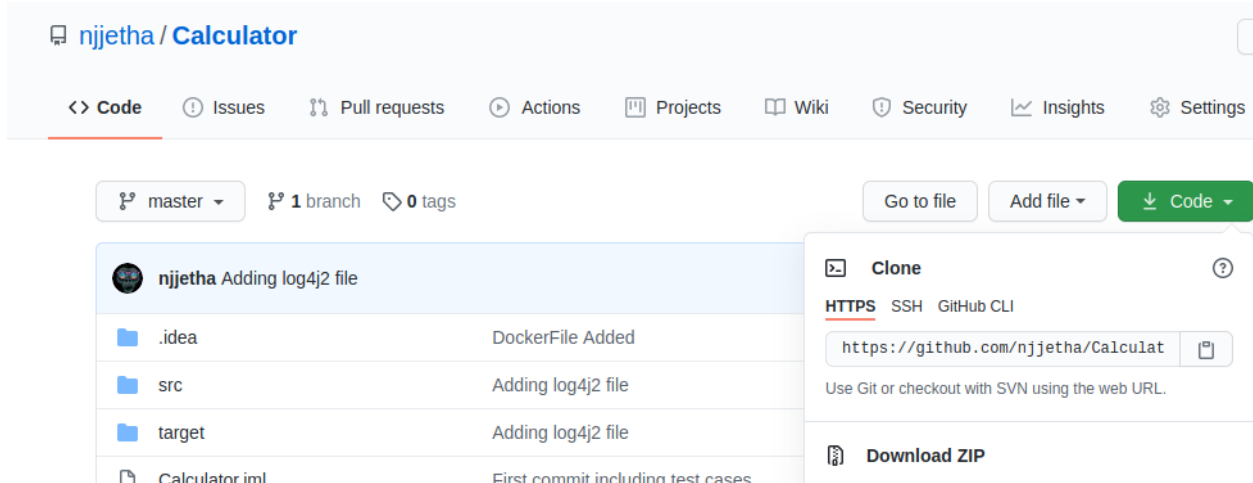 njjetha / Calculator
Code Issues Pull requests Actions Projects Wiki Security Insights Settings
master 1 branch 0 tags Go to file Add file Code
njjetha Adding log4j2 file
Clone
HTTPS SSH GitHub CLI
.idea DockerFile Added
https://github.com/njjetha/Calculat
src Adding log4j2 file
Use Git or checkout with SVN using the web URL.
target Adding log4j2 file
Download ZIP
Calculator.iml First commit including test cases